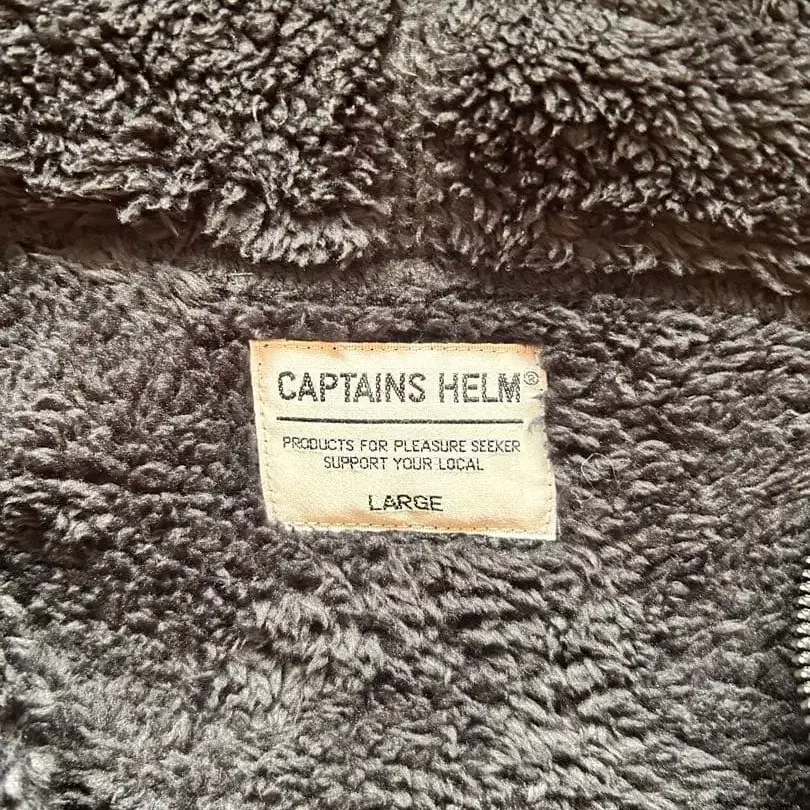 CAPTAINS HELM®
PRODUCTS FOR PLEASURE SEEKER
SUPPORT YOUR LOCAL
LARGE